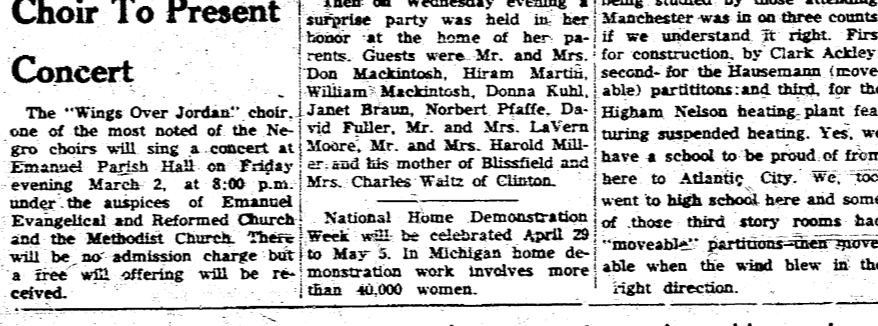 Choir To Present
Concert
The "Wings Over Jordan" choir,
one of the most noted of the Ne-
gro choirs will sing a concert at
Emanuel Parish Hall on Friday
evening March 2, at 8:00 p.m.
under the auspices of Emanuel
Evangelical and Reformed Church
and the Methodist Church. There
will be no admission charge but
a free will offering will be re-
ceived.
Then on Wednesday evening a
surprise party was held in her
honor at the home of her pa-
rents. Guests were Mr. and Mrs.
Don Mackintosh, Hiram Martin,
William Mackintosh, Donna Kuhl,
Janet Braun, Norbert Pfaffe, Da-
vid Fuller, Mr. and Mrs. LaVern
Moore, Mr. and Mrs. Harold Mill-
er and his mother of Blissfield and
Mrs. Charles Waltz of Clinton.
National Home Demonstration
Week will be celebrated April 29
to May 5. In Michigan home de-
monstration work involves more
than 40,000 women.
being studied by those attending
Manchester was in on three counts
if we understand it right. Firs
for construction, by Clark Ackley
second- for the Hausemann (move
able) partititons: and third, for the
Higham Nelson heating plant fea
turing suspended heating. Yes, we
have a school to be proud of from
here to Atlantic City. We, too
went to high school here and some
of those third story rooms had
"moveable" partitions—then move
able when the wind blew in the
right direction.